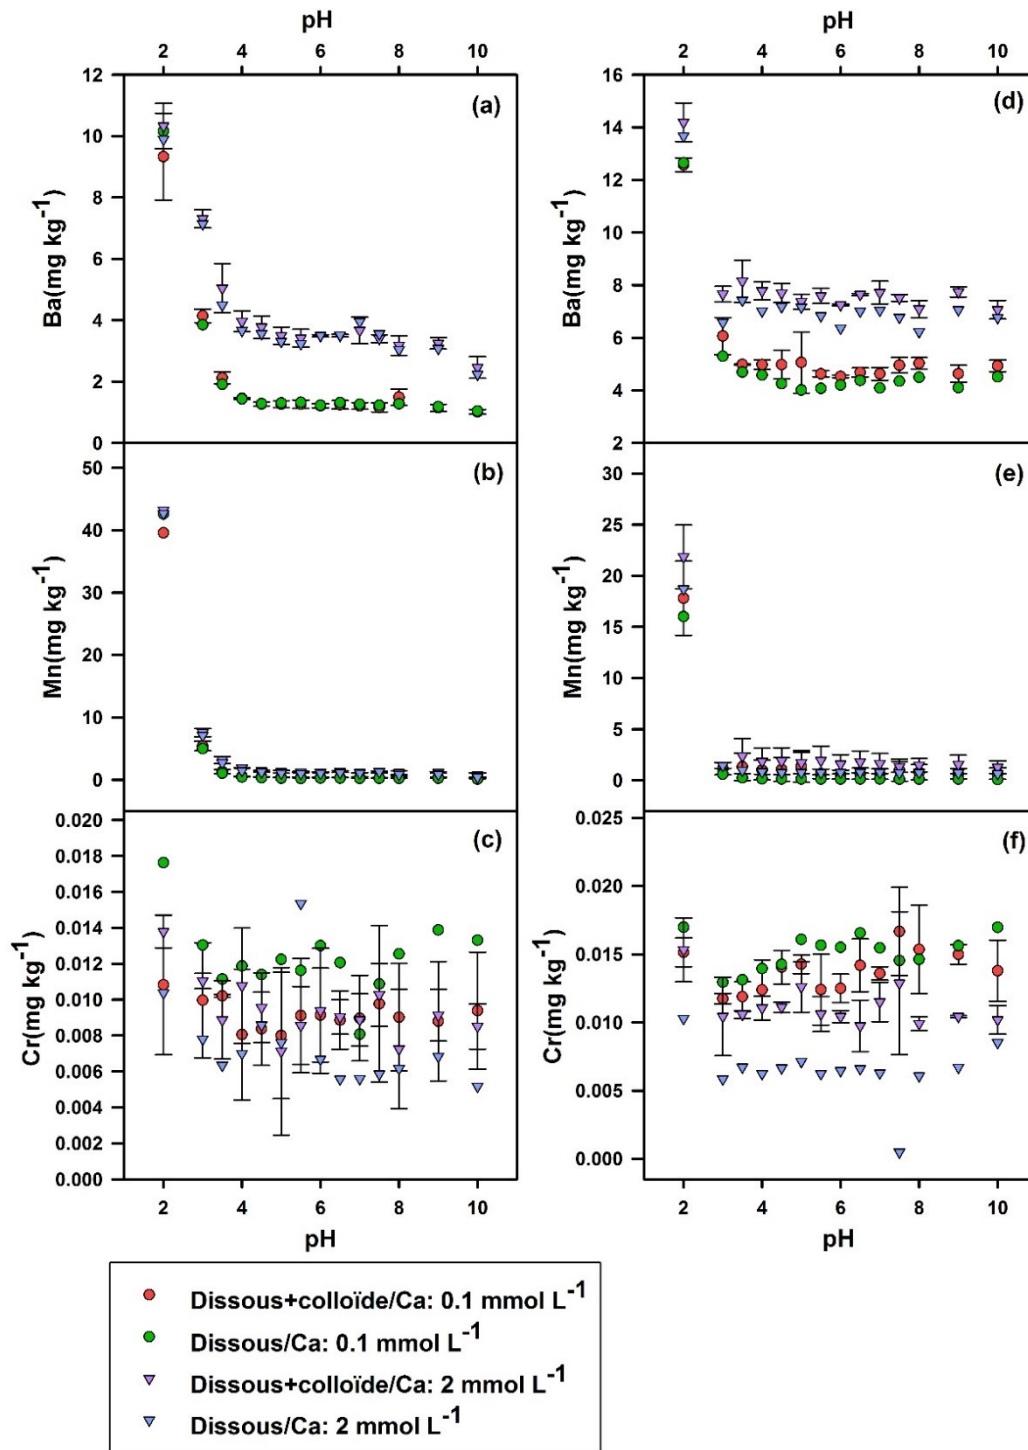 pH pH
2 4 6 8 10 2 4 6 8 10
12 10 8 6 4 2 0
Ba(mg kg-1)
(a)
16 14 12 10 8 6 4 2
Ba(mg kg-1)
(d)
50 40 30 20 10 0
Mn(mg kg-1)
(b)
30 25 20 15 10 5 0
Mn(mg kg-1)
(e)
0.020 0.018 0.016 0.014 0.012 0.010 0.008 0.006 0.004 0.002 0.000
Cr(mg kg-1)
(c)
0.025 0.020 0.015 0.010 0.005 0.000
Cr(mg kg-1)
(f)
2 4 6 8 10 2 4 6 8 10
pH pH
Dissous+colloïde/Ca: 0.1 mmol L-1
Dissous/Ca: 0.1 mmol L-1
Dissous+colloïde/Ca: 2 mmol L-1
Dissous/Ca: 2 mmol L-1